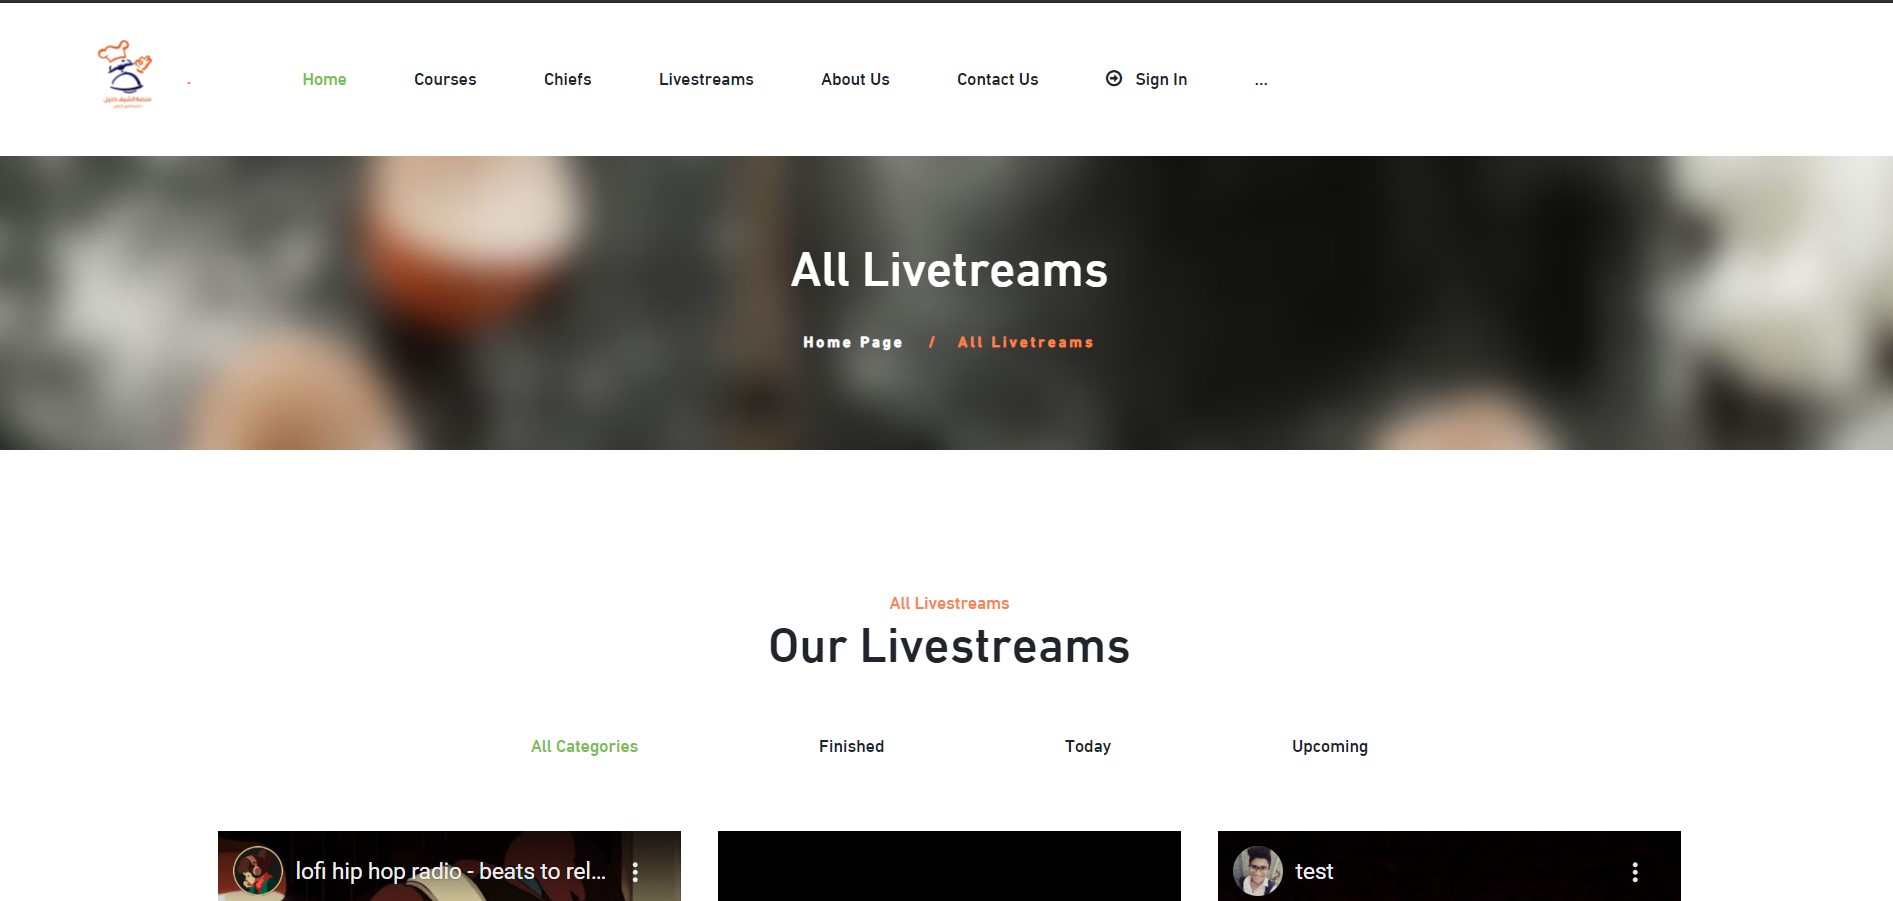 Home Courses Chiefs Livestreams About Us Contact Us Sign In ...
All Livetreams
Home Page / All Livetreams
All Livestreams
Our Livestreams
All Categories Finished Today Upcoming
lofi hip hop radio - beats to rel...
test